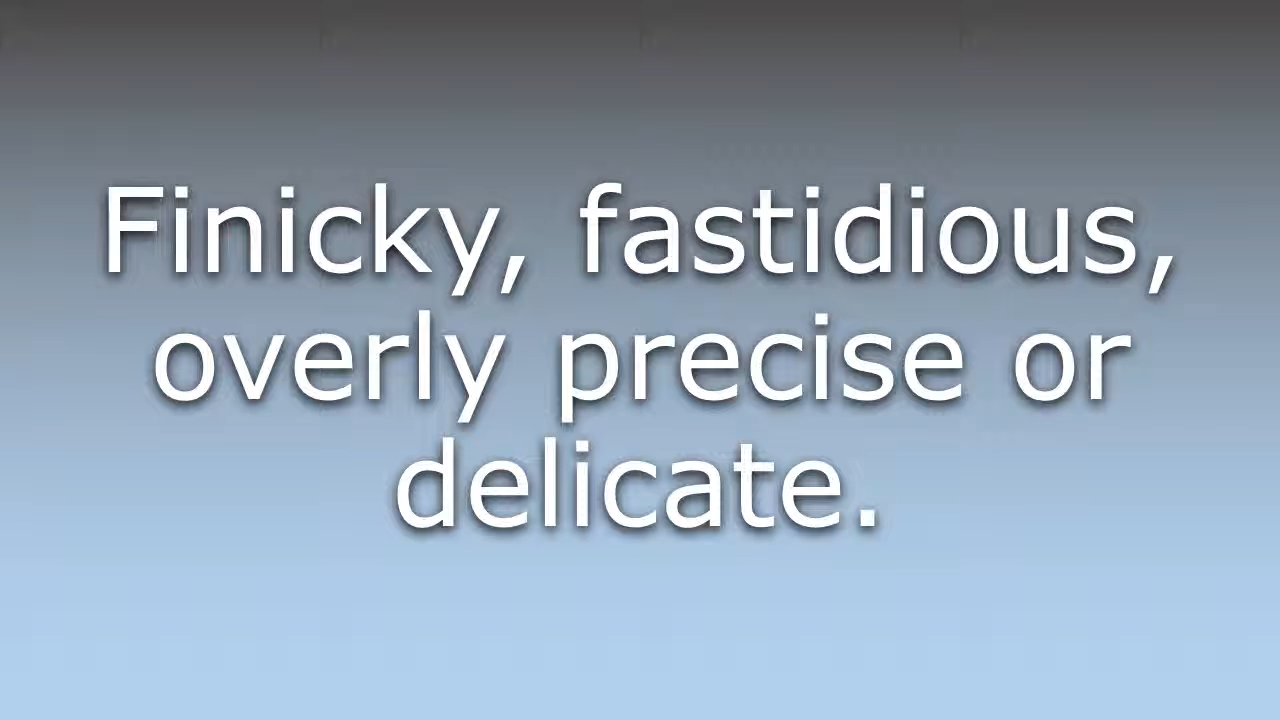 Finicky, fastidious,
overly precise or
delicate.